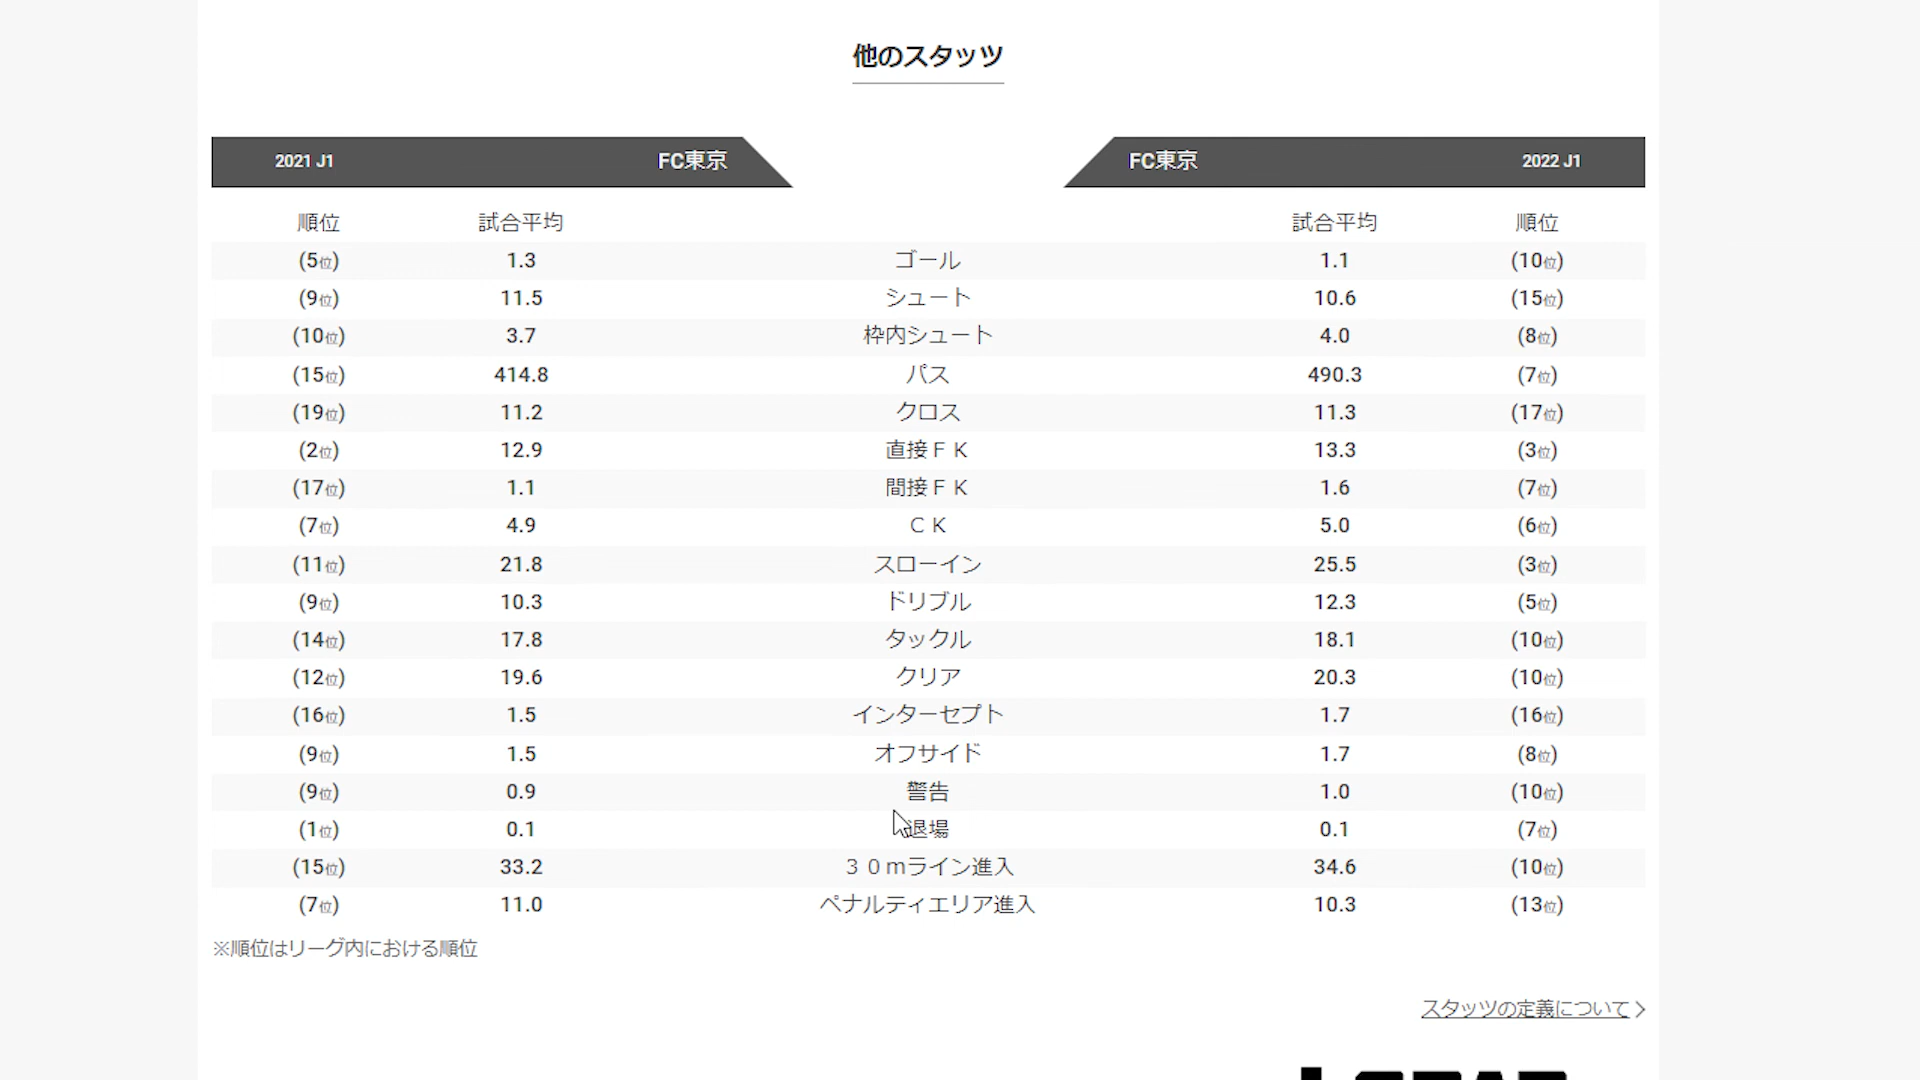 他のスタッツ
2021 J1 FC東京 FC東京 2022 J1
順位 試合平均 試合平均 順位
(5位) 1.3 ゴール 1.1 (10位)
(9位) 11.5 シュート 10.6 (15位)
(10位) 3.7 枠内シュート 4.0 (8位)
(15位) 414.8 パス 490.3 (7位)
(19位) 11.2 クロス 11.3 (17位)
(2位) 12.9 直接ＦＫ 13.3 (3位)
(17位) 1.1 間接ＦＫ 1.6 (7位)
(7位) 4.9 ＣＫ 5.0 (6位)
(11位) 21.8 スローイン 25.5 (3位)
(9位) 10.3 ドリブル 12.3 (5位)
(14位) 17.8 タックル 18.1 (10位)
(12位) 19.6 クリア 20.3 (10位)
(16位) 1.5 インターセプト 1.7 (16位)
(9位) 1.5 オフサイド 1.7 (8位)
(9位) 0.9 警告 1.0 (10位)
(1位) 0.1 退場 0.1 (7位)
(15位) 33.2 ３０ｍライン進入 34.6 (10位)
(7位) 11.0 ペナルティエリア進入 10.3 (13位)
※順位はリーグ内における順位
スタッツの定義について